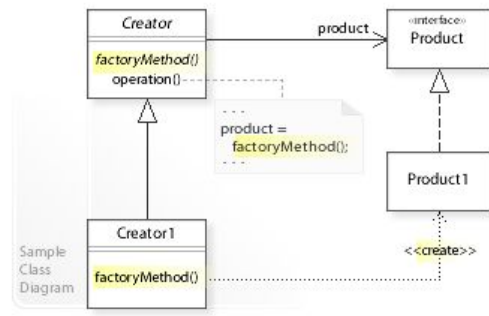 Creator
factoryMethod()
operation()
product
«interface»
Product
. . .
product =
factoryMethod();
. . .
Product1
Creator1
factoryMethod()
<<create>>
Sample
Class
Diagram